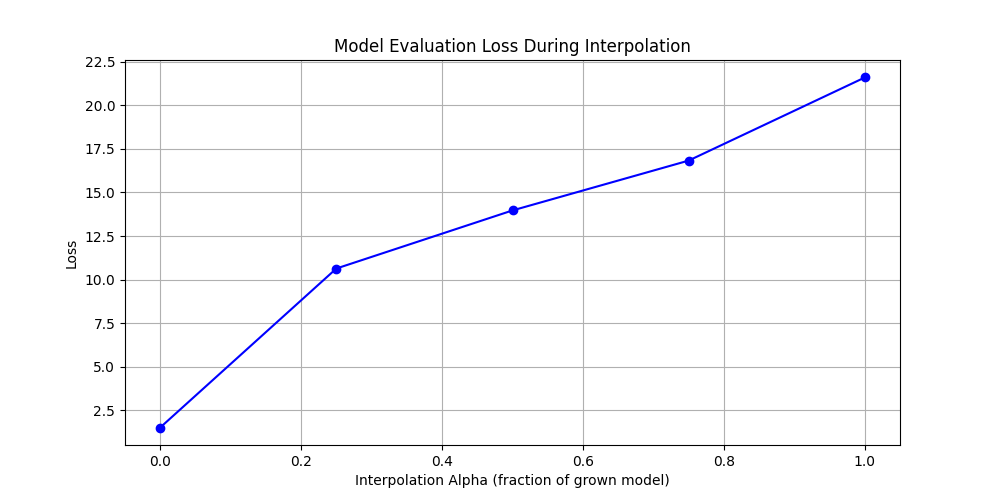 Model Evaluation Loss During Interpolation
22.5
20.0
17.5
15.0
12.5
10.0
7.5
5.0
2.5
Loss
0.0 0.2 0.4 0.6 0.8 1.0
Interpolation Alpha (fraction of grown model)